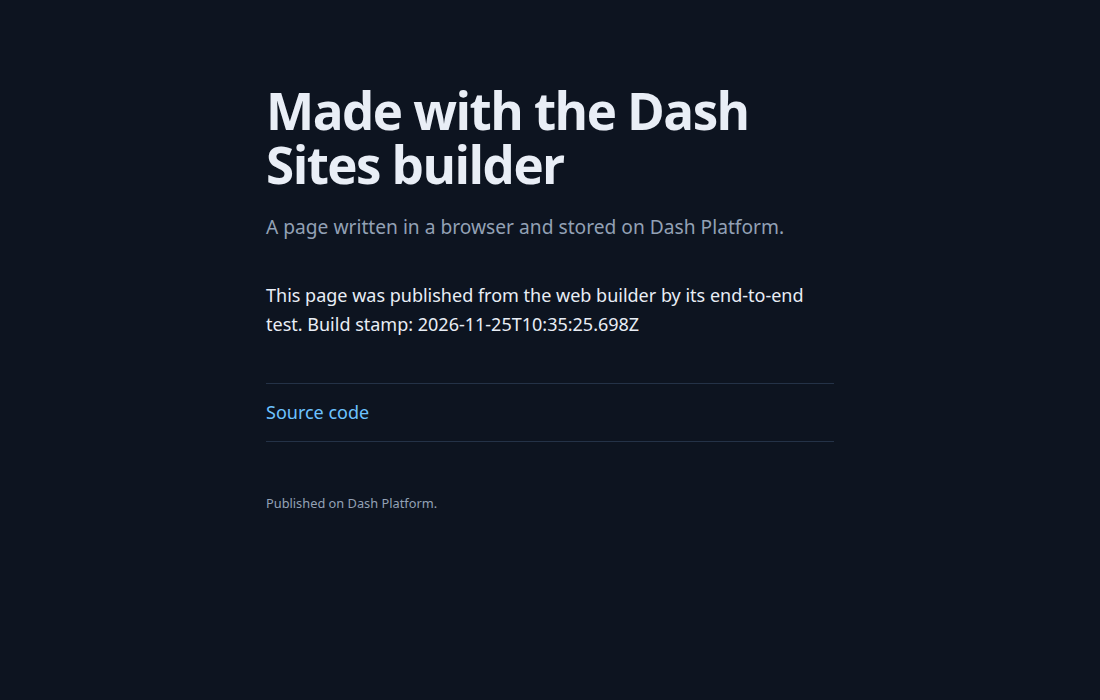 Made with the Dash
Sites builder
A page written in a browser and stored on Dash Platform.
This page was published from the web builder by its end-to-end
test. Build stamp: 2026-11-25T10:35:25.698Z
Source code
Published on Dash Platform.